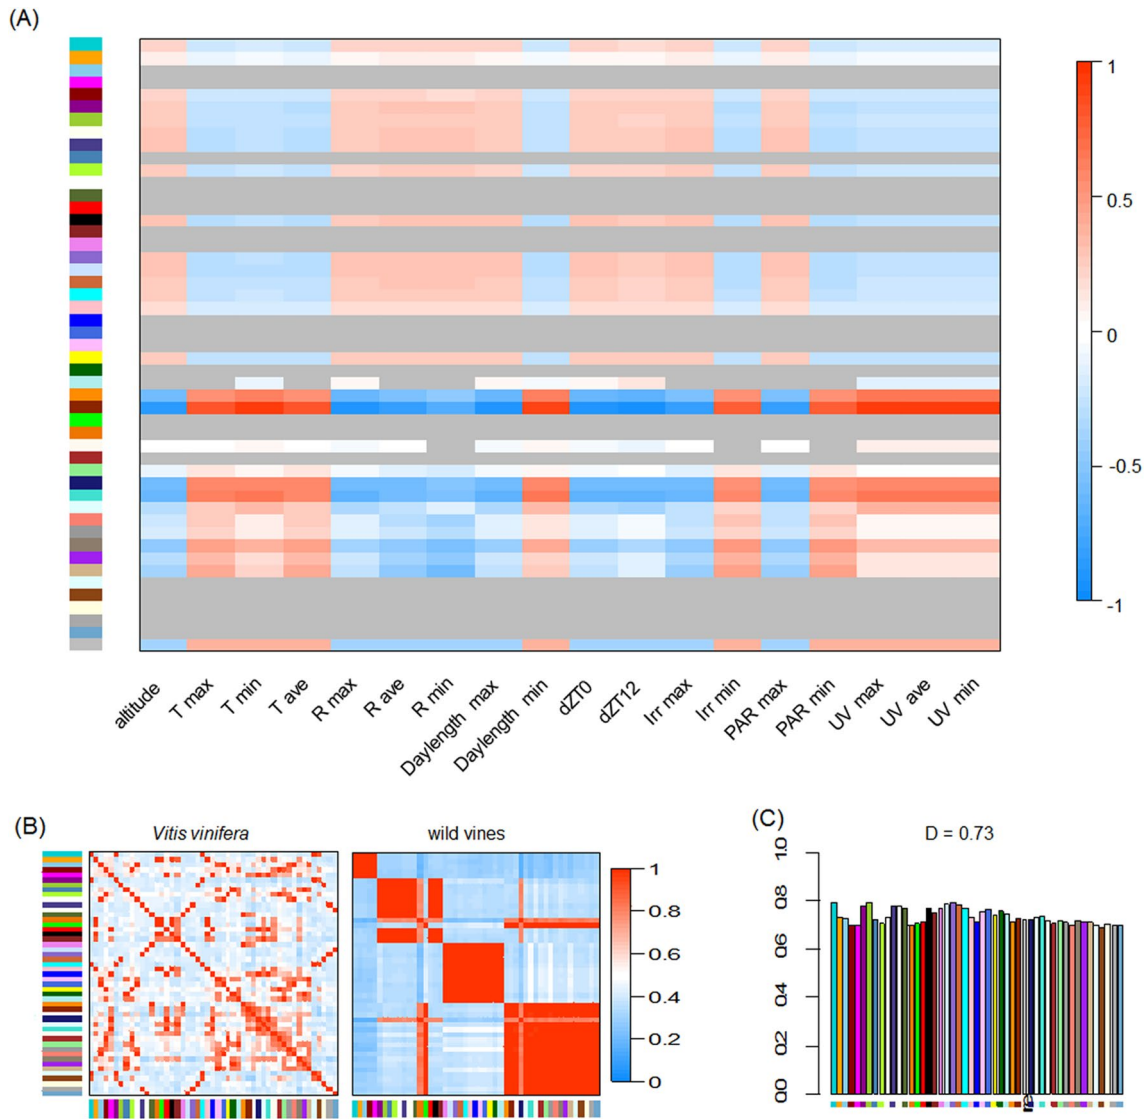 (A)
1
0.5
0
-0.5
-1
altitude
T max
T min
T ave
R max
R ave
R min
Daylength max
Daylength min
dZT0
dZT12
Irr max
Irr min
PAR max
PAR min
UV max
UV ave
UV min
(B)
Vitis vinifera
wild vines
1
0.8
0.6
0.4
0.2
0
(C)
D = 0.73
1.0
0.8
0.6
0.4
0.2
0.0